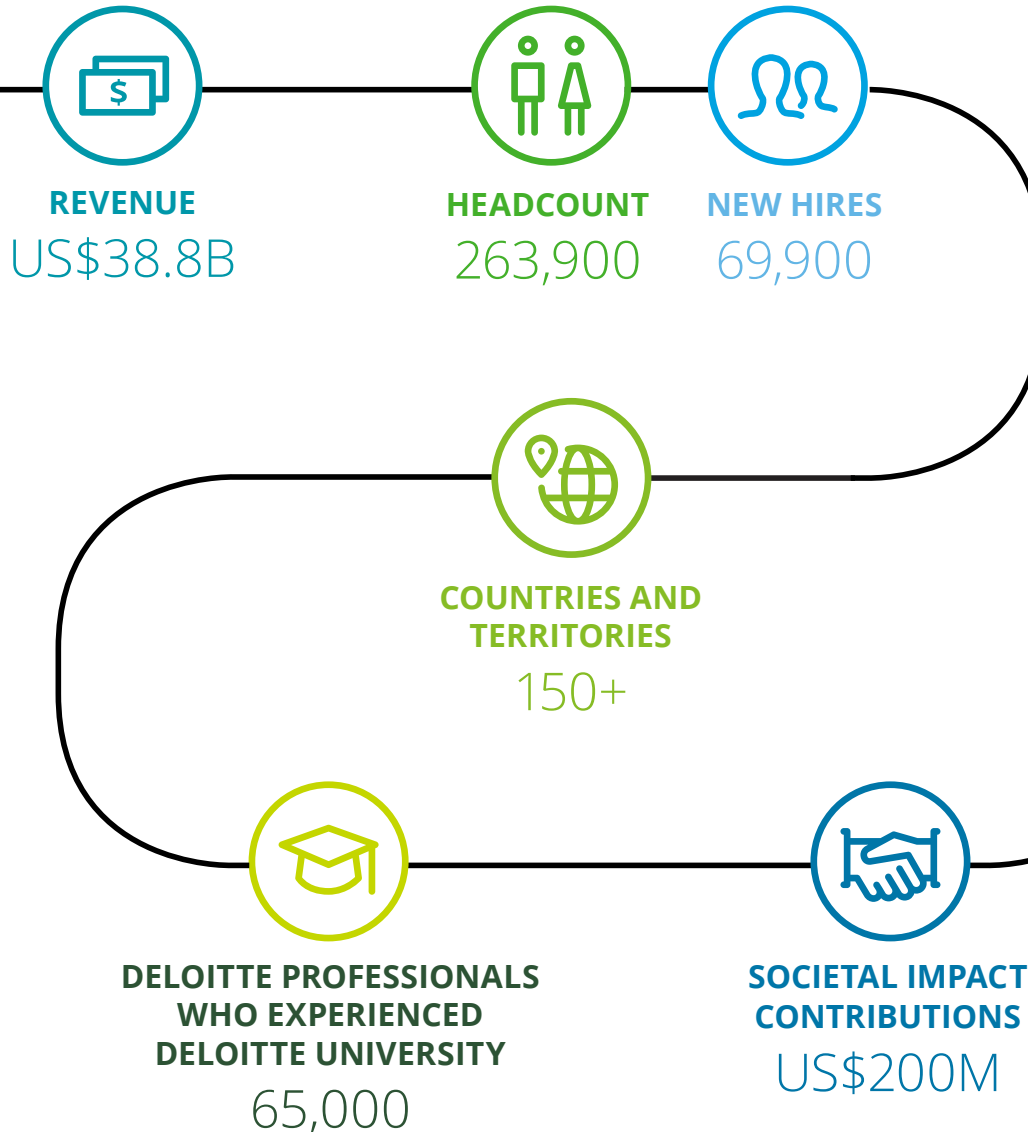 $
REVENUE
US$38.8B
HEADCOUNT
263,900
NEW HIRES
69,900
COUNTRIES AND
TERRITORIES
150+
DELOITTE PROFESSIONALS
WHO EXPERIENCED
DELOITTE UNIVERSITY
65,000
SOCIETAL IMPACT
CONTRIBUTIONS
US$200M